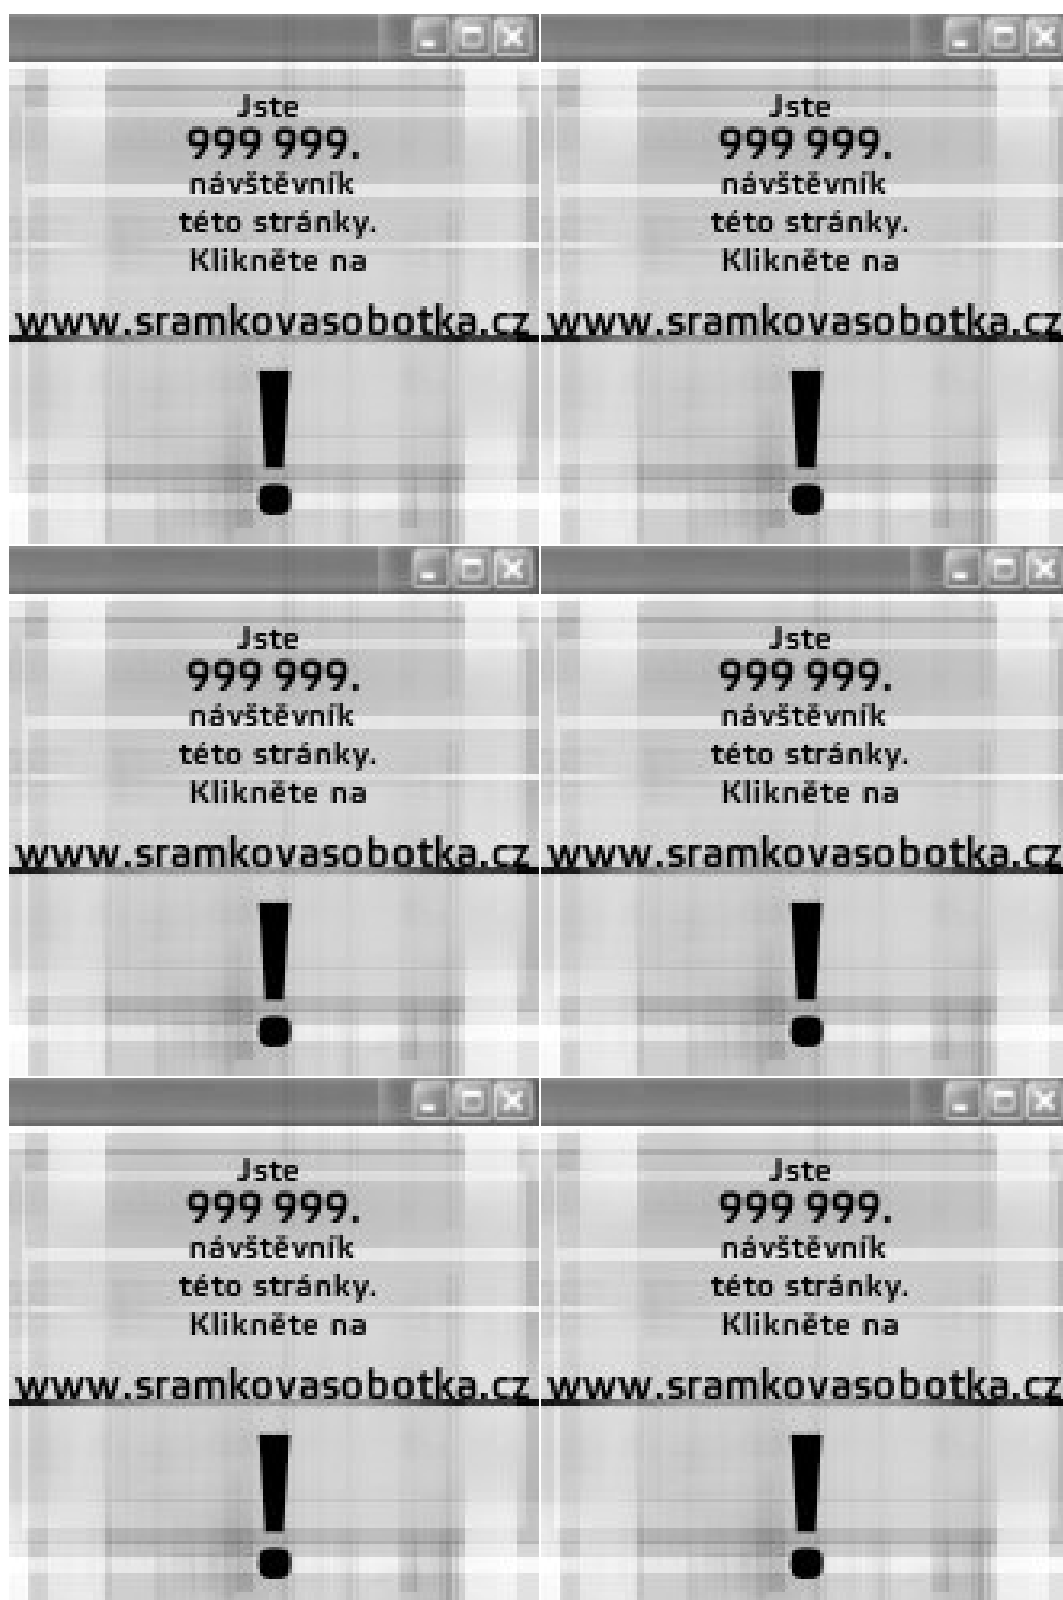 Jste
999 999.
návštěvník
této stránky.
Klikněte na
www.sramkovasobotka.cz
!
Jste
999 999.
návštěvník
této stránky.
Klikněte na
www.sramkovasobotka.cz
!
Jste
999 999.
návštěvník
této stránky.
Klikněte na
www.sramkovasobotka.cz
!
Jste
999 999.
návštěvník
této stránky.
Klikněte na
www.sramkovasobotka.cz
!
Jste
999 999.
návštěvník
této stránky.
Klikněte na
www.sramkovasobotka.cz
!
Jste
999 999.
návštěvník
této stránky.
Klikněte na
www.sramkovasobotka.cz
!